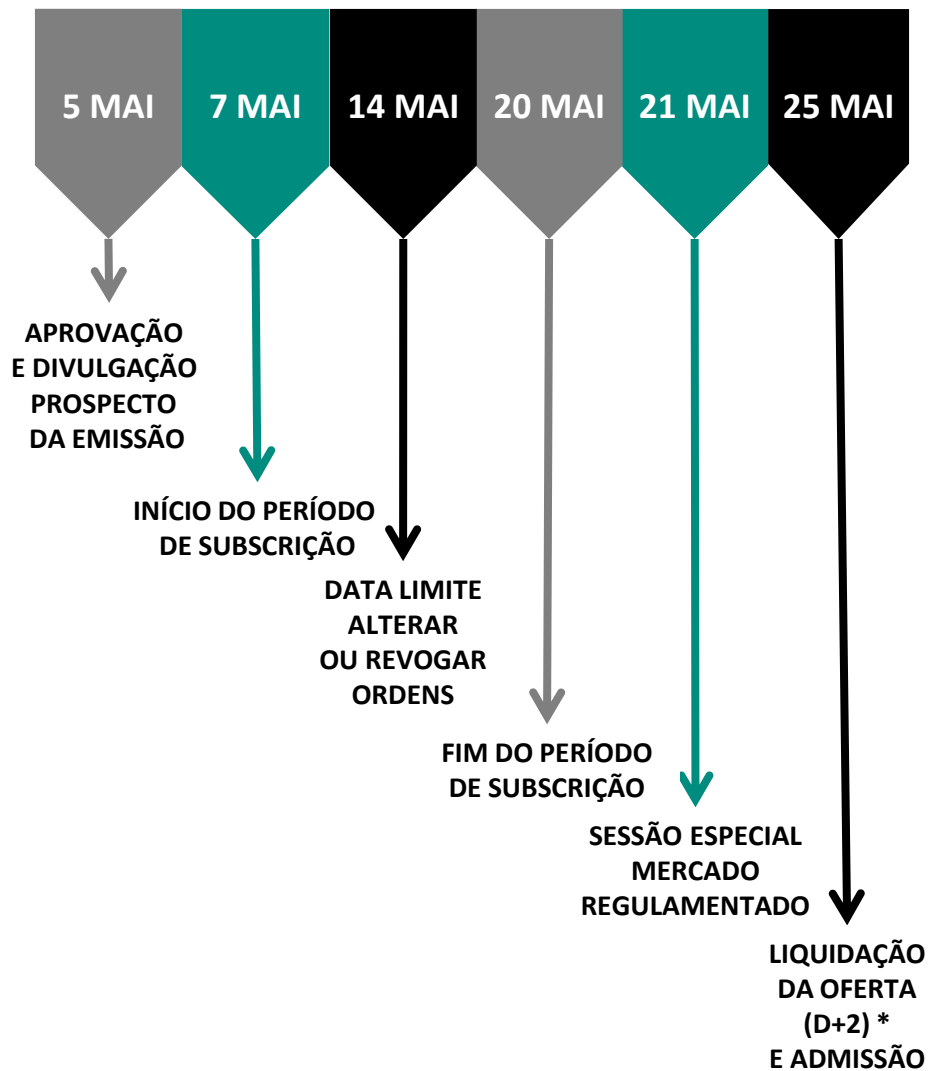 5 MAI
7 MAI
14 MAI
20 MAI
21 MAI
25 MAI
APROVAÇÃO
E DIVULGAÇÃO
PROSPECTO
DA EMISSÃO
INÍCIO DO PERÍODO
DE SUBSCRIÇÃO
DATA LIMITE
ALTERAR
OU REVOGAR
ORDENS
FIM DO PERÍODO
DE SUBSCRIÇÃO
SESSÃO ESPECIAL
MERCADO
REGULAMENTADO
LIQUIDAÇÃO
DA OFERTA
(D+2) *
E ADMISSÃO